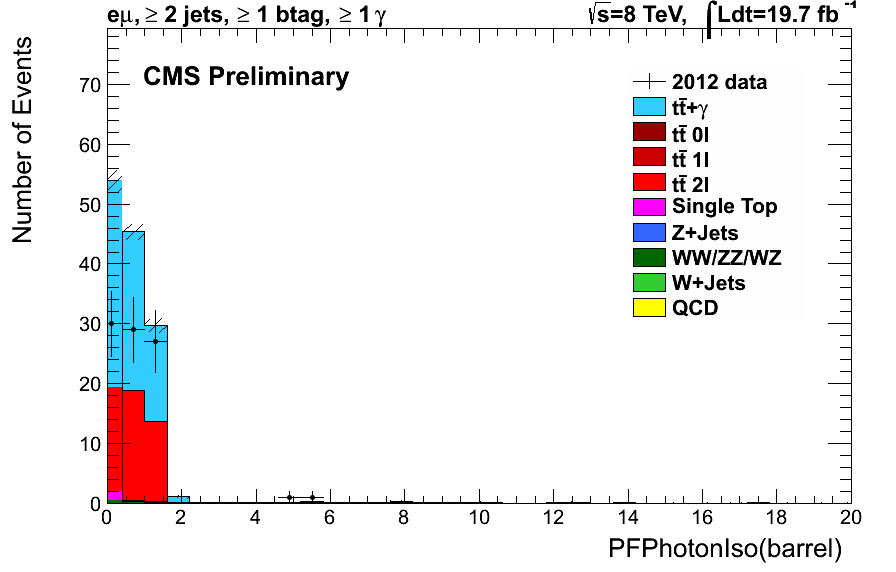 eμ, ≥ 2 jets, ≥ 1 btag, ≥ 1 γ
√s=8 TeV, ∫Ldt=19.7 fb⁻¹
CMS Preliminary
Number of Events
70
60
50
40
30
20
10
0
2012 data
tt̄+γ
tt̄ 0l
tt̄ 1l
tt̄ 2l
Single Top
Z+Jets
WW/ZZ/WZ
W+Jets
QCD
0 2 4 6 8 10 12 14 16 18 20
PFPhotonIso(barrel)